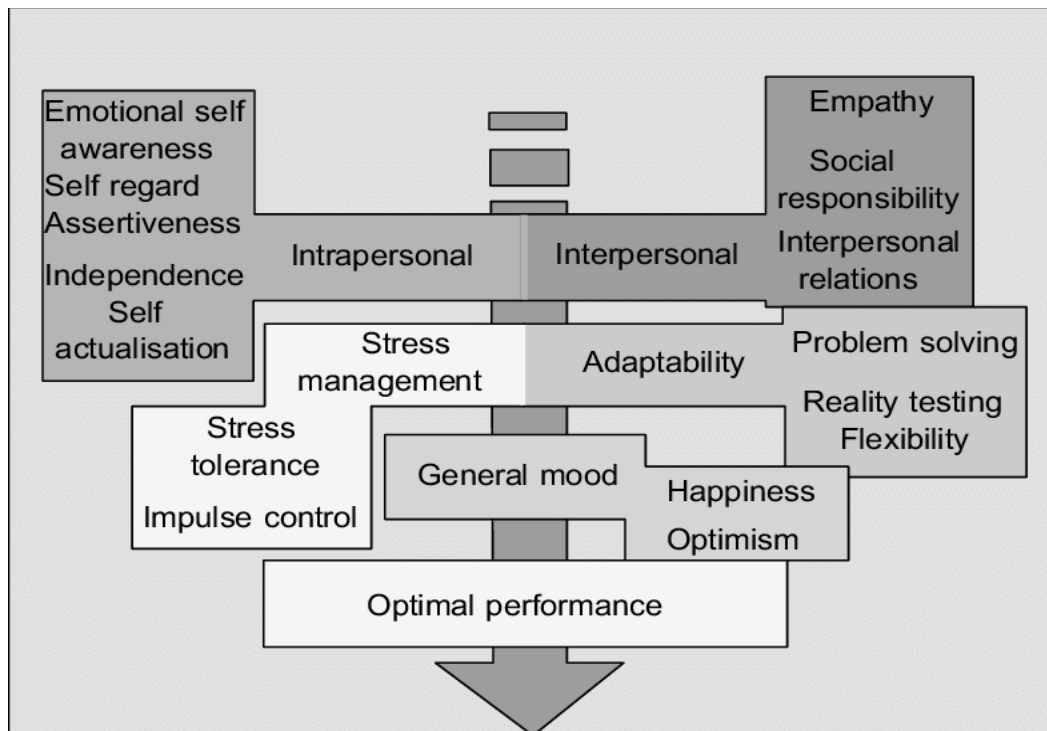 Emotional self
awareness
Self regard
Assertiveness
Independence
Self
actualisation
Intrapersonal
Interpersonal
Empathy
Social
responsibility
Interpersonal
relations
Stress
management
Adaptability
Problem solving
Reality testing
Flexibility
Stress
tolerance
Impulse control
General mood
Happiness
Optimism
Optimal performance